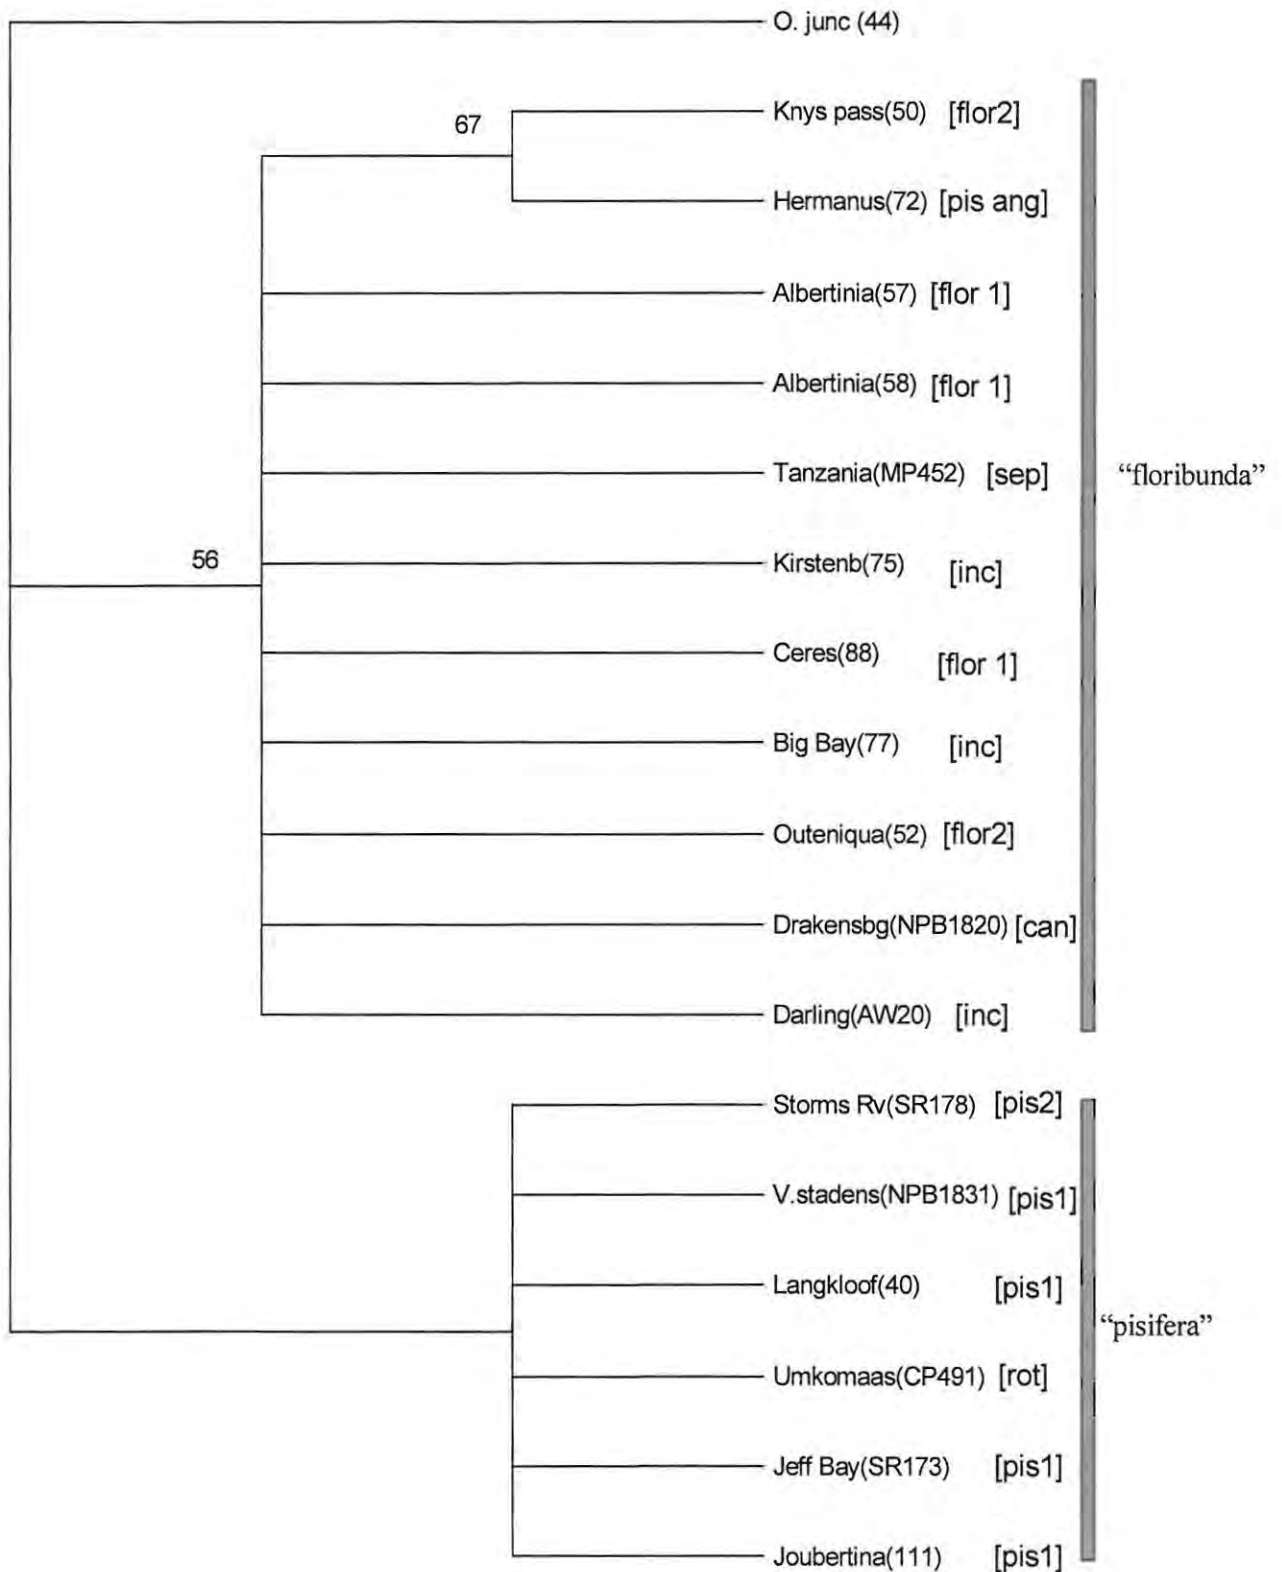 O. junc (44)
67
Knys pass(50) [flor2]
Hermanus(72) [pis ang]
Albertinia(57) [flor 1]
Albertinia(58) [flor 1]
Tanzania(MP452) [sep]
"floribunda"
56
Kirstenb(75) [inc]
Ceres(88) [flor 1]
Big Bay(77) [inc]
Outeniqua(52) [flor2]
Drakensbg(NPB1820) [can]
Darling(AW20) [inc]
Storms Rv(SR178) [pis2]
V.stadens(NPB1831) [pis1]
Langkloof(40) [pis1]
"pisifera"
Umkomaas(CP491) [rot]
Jeff Bay(SR173) [pis1]
Joubertina(111) [pis1]